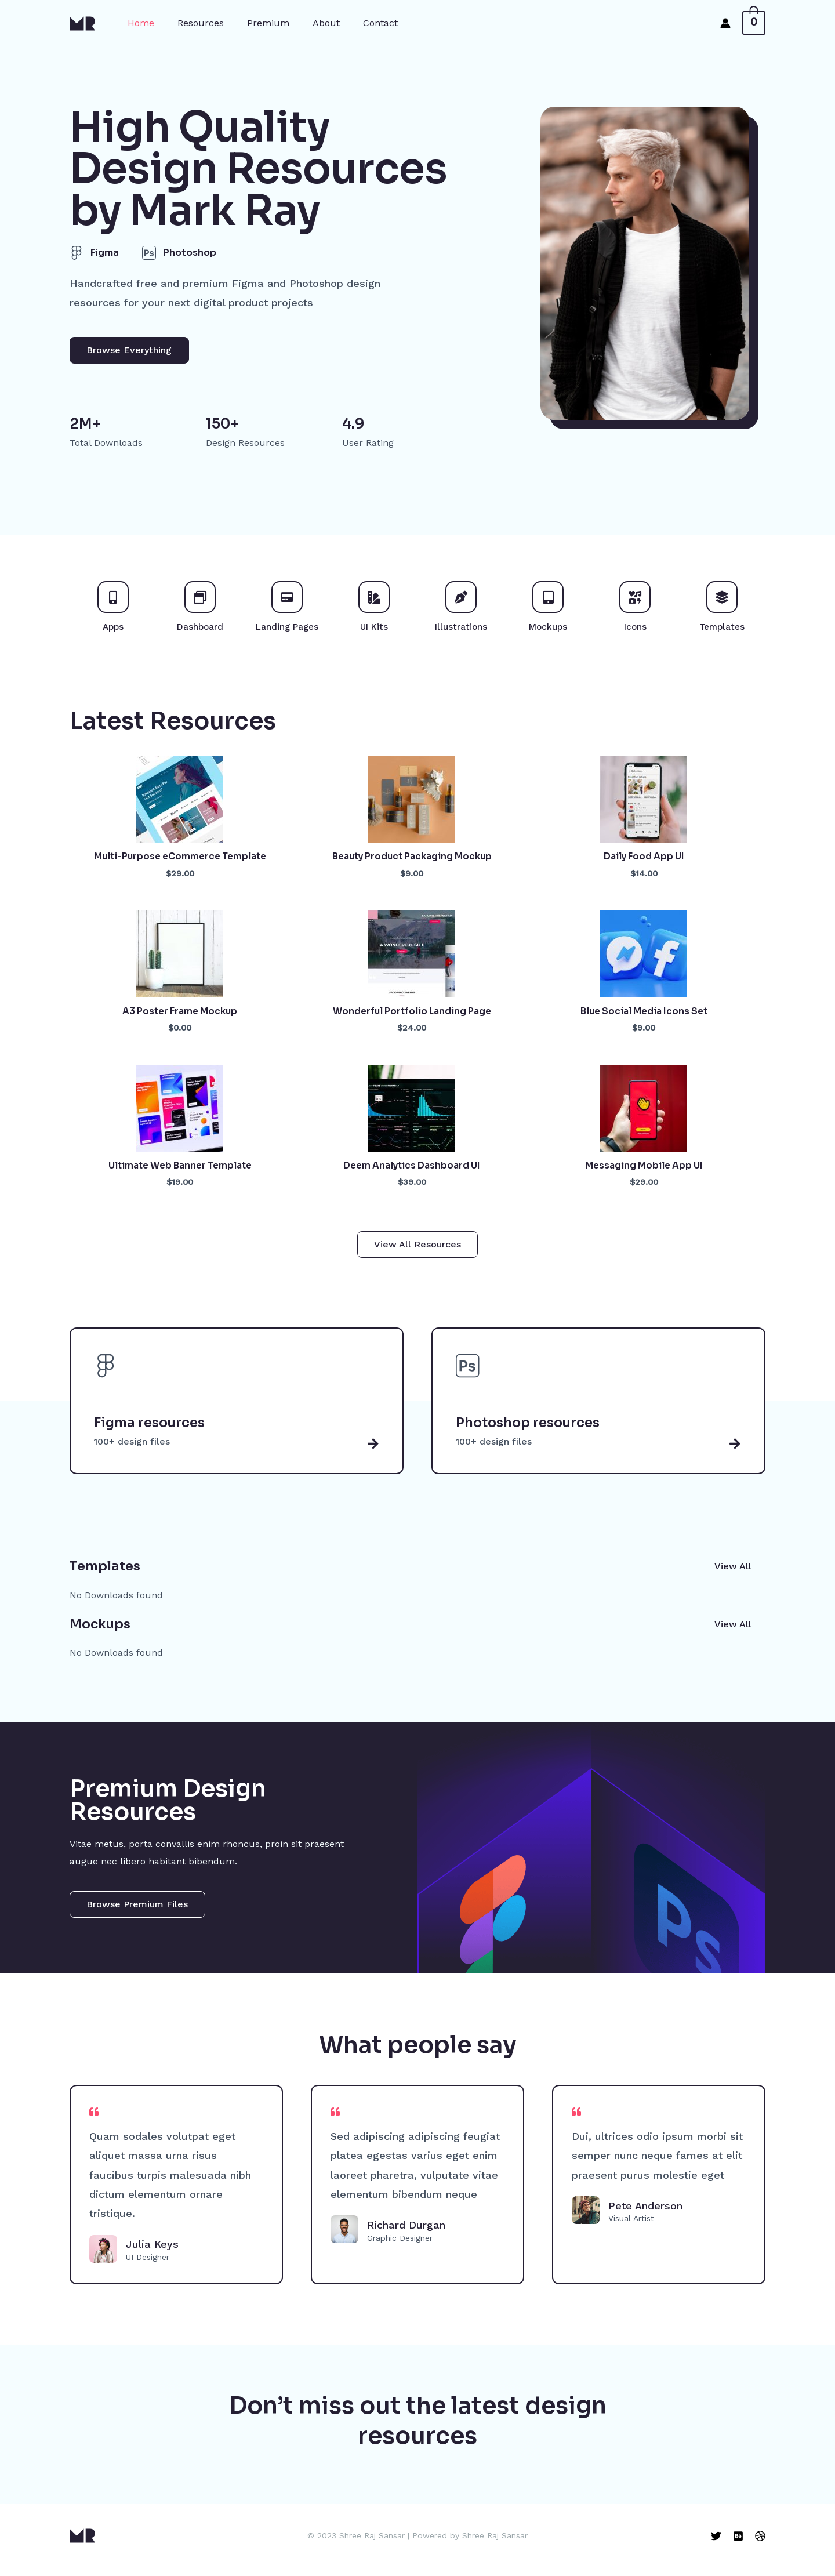 MR
Home
Resources
Premium
About
Contact
0
High Quality
Design Resources
by Mark Ray
Figma
Ps
Photoshop
Handcrafted free and premium Figma and Photoshop design
resources for your next digital product projects
Browse Everything
2M+
Total Downloads
150+
Design Resources
4.9
User Rating
Apps
Dashboard
Landing Pages
UI Kits
Illustrations
Mockups
Icons
Templates
Latest Resources
Multi-Purpose eCommerce Template
$29.00
Beauty Product Packaging Mockup
$9.00
Daily Food App UI
$14.00
A3 Poster Frame Mockup
$0.00
A WONDERFUL GIFT
Wonderful Portfolio Landing Page
$24.00
Blue Social Media Icons Set
$9.00
Ultimate Web Banner Template
$19.00
Deem Analytics Dashboard UI
$39.00
Messaging Mobile App UI
$29.00
View All Resources
Figma resources
100+ design files
Ps
Photoshop resources
100+ design files
Templates
View All
No Downloads found
Mockups
View All
No Downloads found
Premium Design
Resources
Vitae metus, porta convallis enim rhoncus, proin sit praesent
augue nec libero habitant bibendum.
Browse Premium Files
Ps
What people say
Quam sodales volutpat eget
aliquet massa urna risus
faucibus turpis malesuada nibh
dictum elementum ornare
tristique.
Julia Keys
UI Designer
Sed adipiscing adipiscing feugiat
platea egestas varius eget enim
laoreet pharetra, vulputate vitae
elementum bibendum neque
Richard Durgan
Graphic Designer
Dui, ultrices odio ipsum morbi sit
semper nunc neque fames at elit
praesent purus molestie eget
Pete Anderson
Visual Artist
Don’t miss out the latest design
resources
MR
© 2023 Shree Raj Sansar | Powered by Shree Raj Sansar